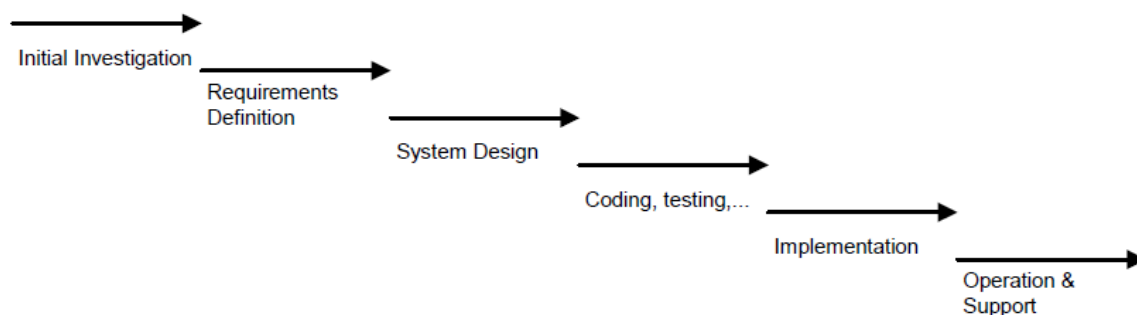 Initial Investigation
Requirements
Definition
System Design
Coding, testing,...
Implementation
Operation &
Support